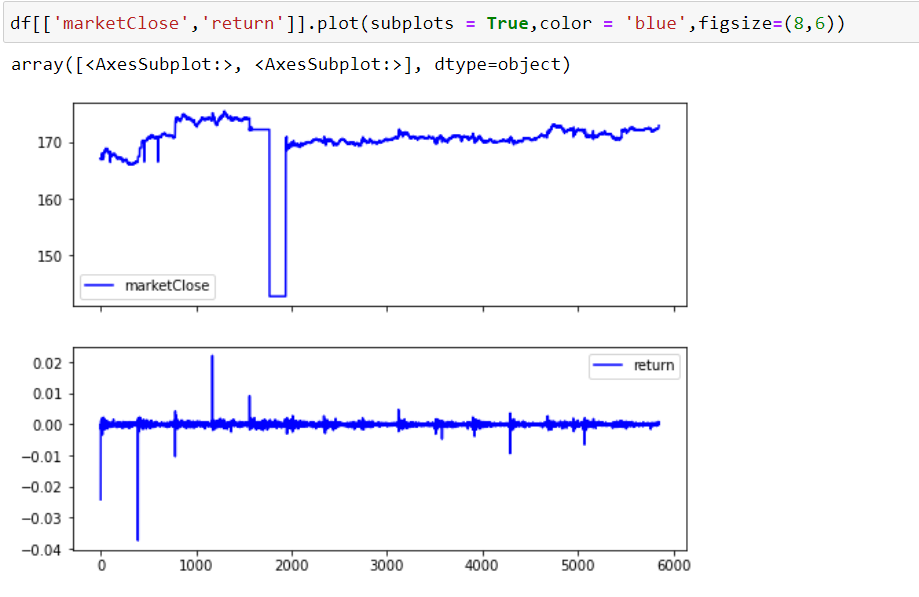 df[['marketClose','return']].plot(subplots = True,color = 'blue',figsize=(8,6))
array([<AxesSubplot:>, <AxesSubplot:>], dtype=object)
170
160
150
marketClose
0.02
0.01
0.00
−0.01
−0.02
−0.03
−0.04
return
0 1000 2000 3000 4000 5000 6000